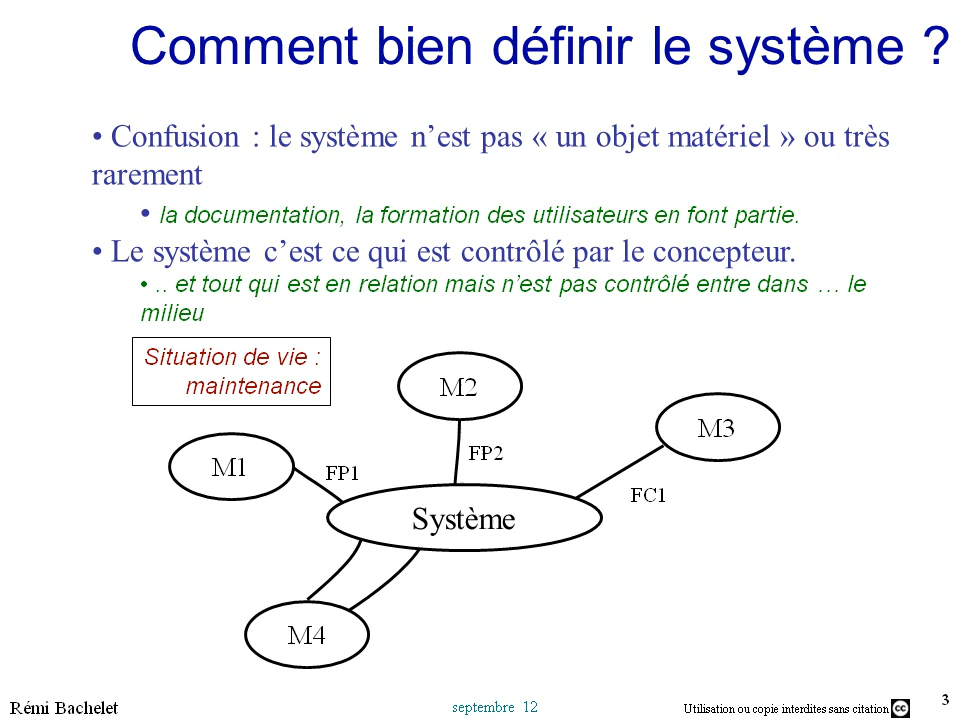 Comment bien définir le système ?
• Confusion : le système n’est pas « un objet matériel » ou très
rarement
• la documentation, la formation des utilisateurs en font partie.
• Le système c’est ce qui est contrôlé par le concepteur.
• .. et tout qui est en relation mais n’est pas contrôlé entre dans … le
milieu
Situation de vie :
maintenance
M2
M3
M1
FP1
FP2
FC1
Système
M4
Rémi Bachelet
septembre 12
Utilisation ou copie interdites sans citation
cc
3